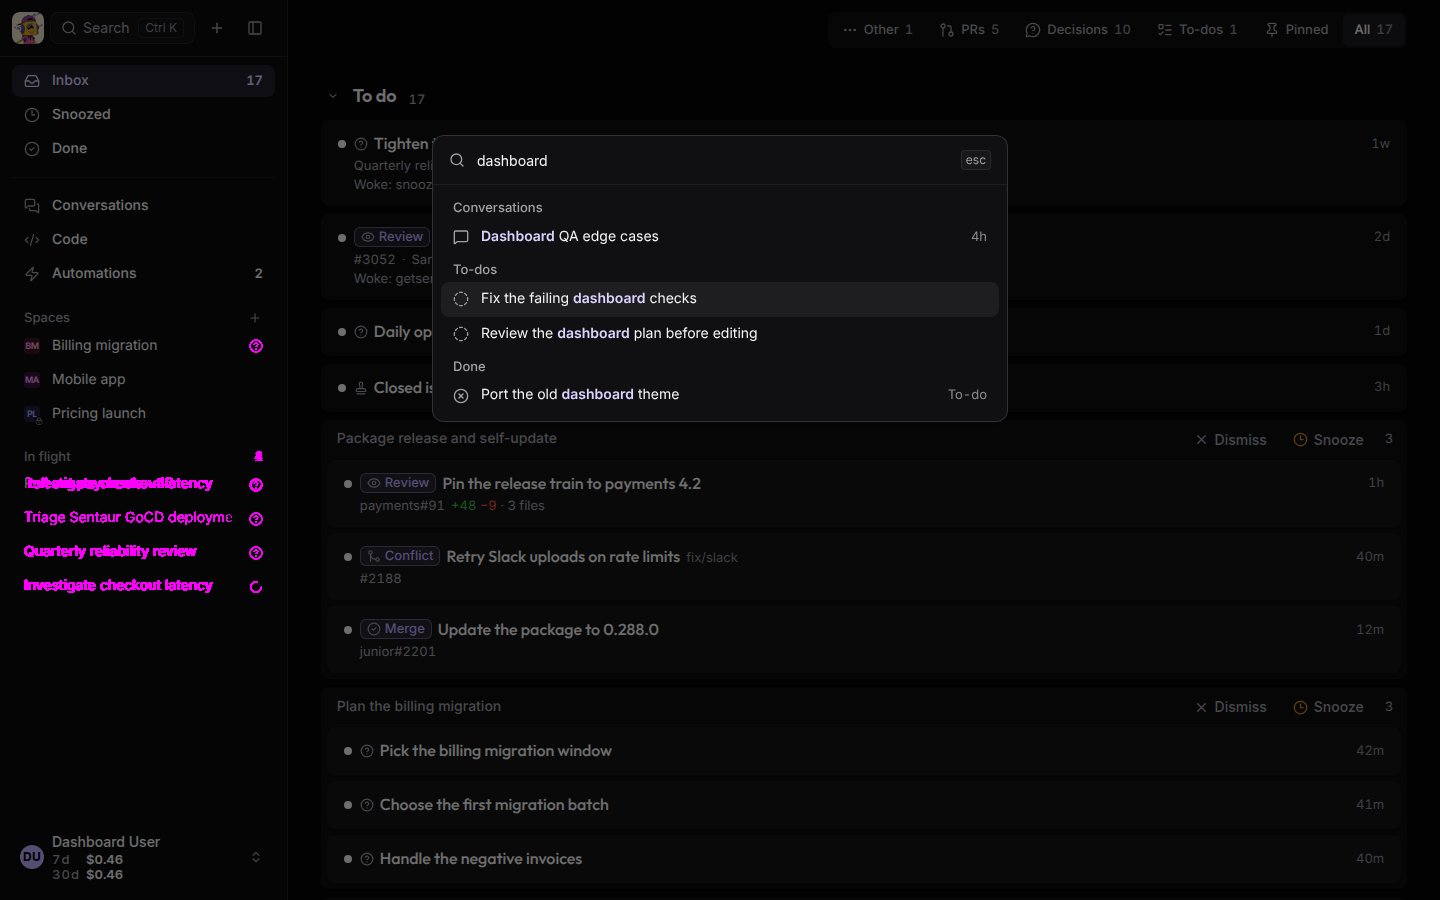 Search Ctrl K
Inbox 17
Snoozed
Done
Conversations
Code
Automations 2
Spaces
BM Billing migration
MA Mobile app
PL Pricing launch
In flight
latency
Triage Sentaur GoCD deployme
Quarterly reliability review
Investigate checkout latency
DU Dashboard User
7d $0.46
30d $0.46
Other 1 PRs 5 Decisions 10 To-dos 1 Pinned All 17
To do 17
Tighten 1w
Quarterly reli
Woke: snooz
Review 2d
#3052 · Sar
Woke: getser
Daily op 1d
Closed is 3h
dashboard esc
Conversations
Dashboard QA edge cases 4h
To-dos
Fix the failing dashboard checks
Review the dashboard plan before editing
Done
Port the old dashboard theme To-do
Package release and self-update Dismiss Snooze 3
Review Pin the release train to payments 4.2 1h
payments#91 +48 −9 · 3 files
Conflict Retry Slack uploads on rate limits fix/slack 40m
#2188
Merge Update the package to 0.288.0 12m
junior#2201
Plan the billing migration Dismiss Snooze 3
Pick the billing migration window 42m
Choose the first migration batch 41m
Handle the negative invoices 40m